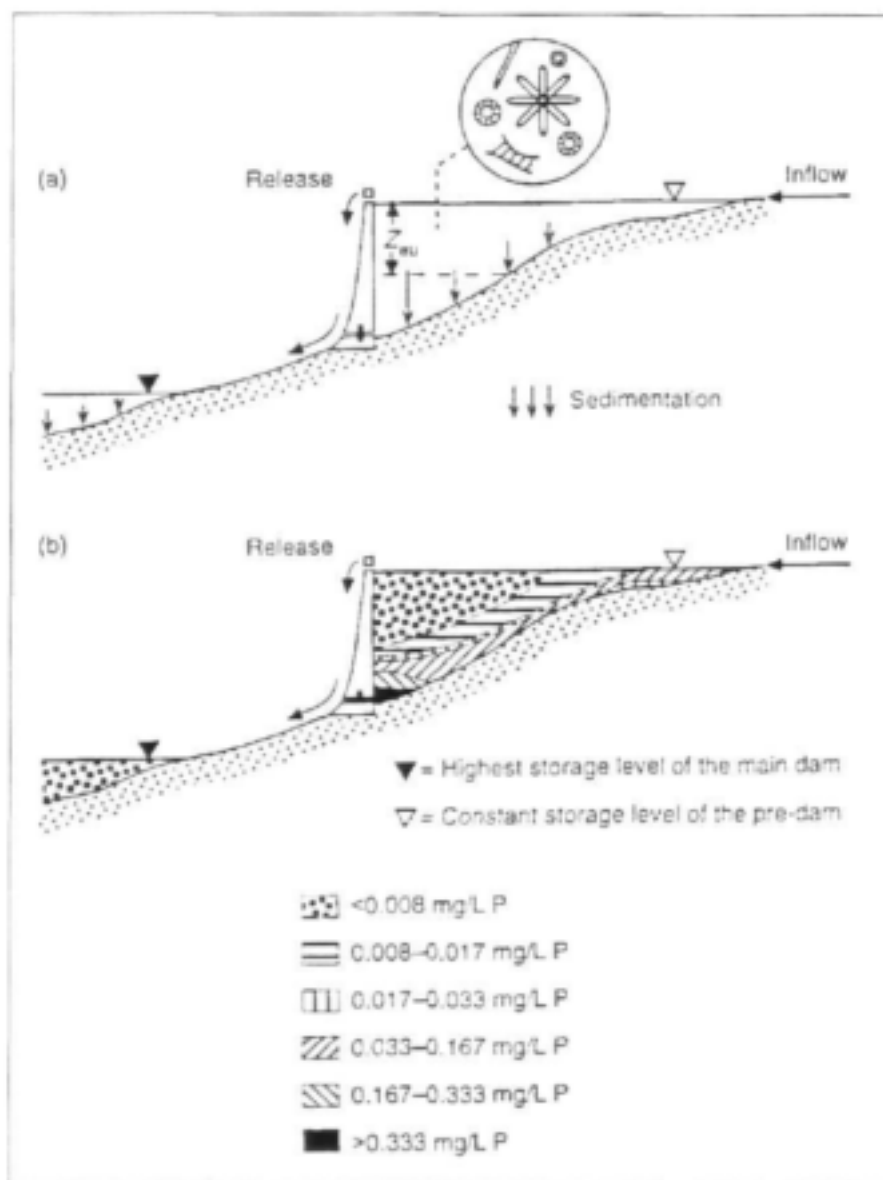 (a)
Release
Inflow
Zeu
Sedimentation
(b)
Release
Inflow
▼ = Highest storage level of the main dam
▽ = Constant storage level of the pre-dam
<0.008 mg/L P
0.008–0.017 mg/L P
0.017–0.033 mg/L P
0.033–0.167 mg/L P
0.167–0.333 mg/L P
>0.333 mg/L P